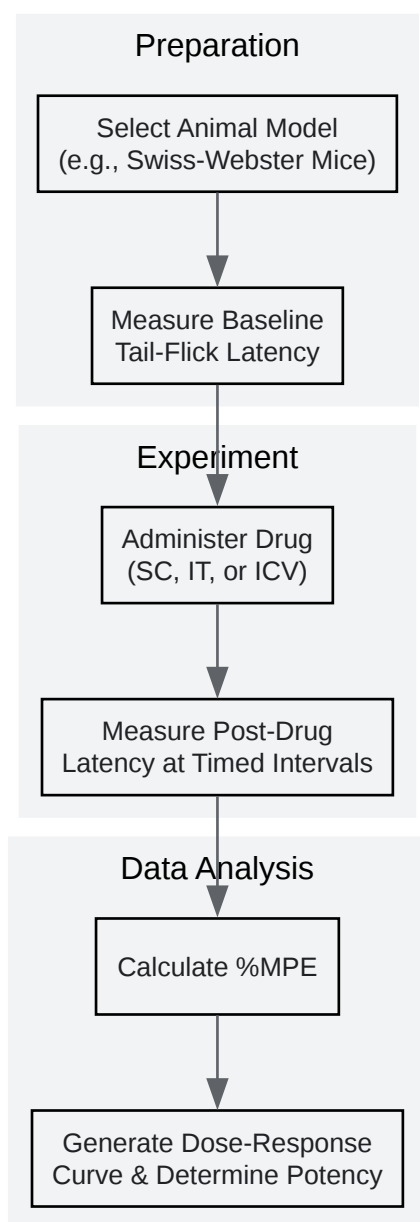 Preparation
Select Animal Model
(e.g., Swiss-Webster Mice)
Measure Baseline
Tail-Flick Latency
Experiment
Administer Drug
(SC, IT, or ICV)
Measure Post-Drug
Latency at Timed Intervals
Data Analysis
Calculate %MPE
Generate Dose-Response
Curve & Determine Potency